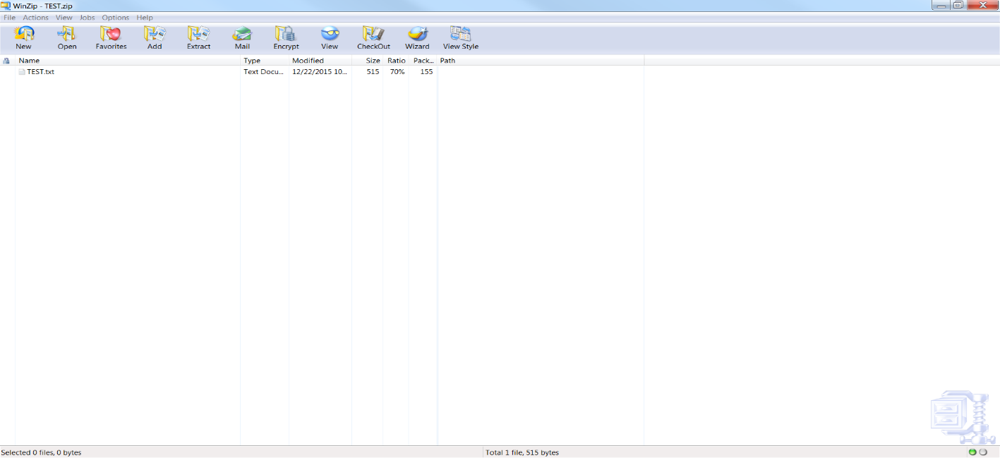 WinZip - TEST.zip
File Actions View Jobs Options Help
New Open Favorites Add Extract Mail Encrypt View CheckOut Wizard View Style
Name Type Modified Size Ratio Pack... Path
TEST.txt Text Docu... 12/22/2015 10... 515 70% 155
Selected 0 files, 0 bytes Total 1 file, 515 bytes